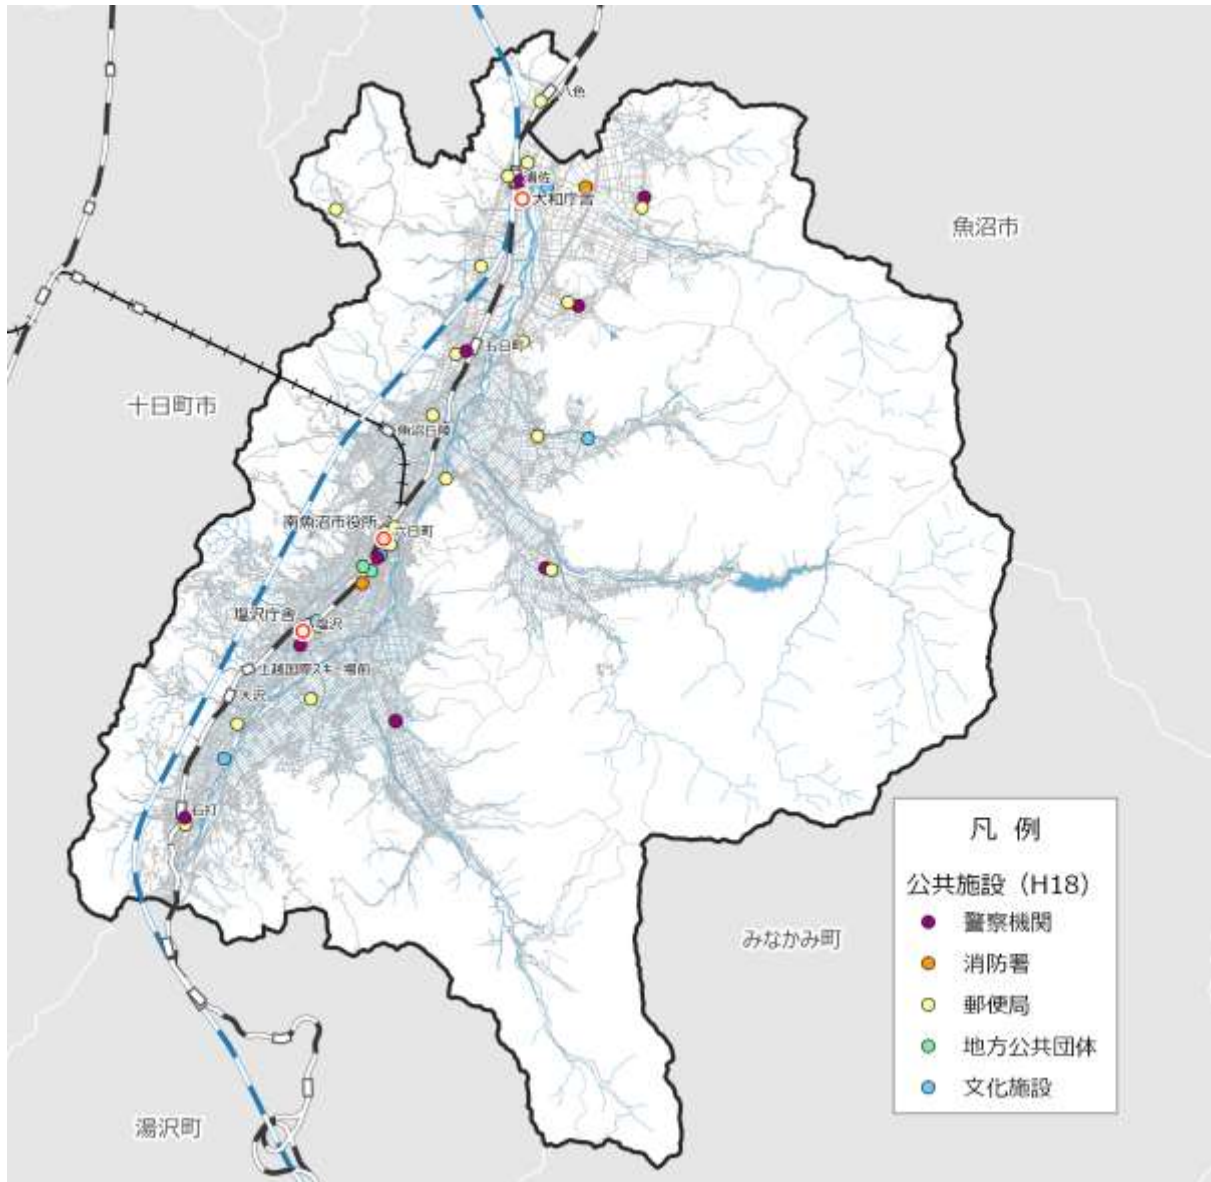 八色
浦佐
大和庁舎
魚沼市
五日町
十日町市
魚沼丘陵
南魚沼市役所
六日町
塩沢庁舎
塩沢
上越国際スキー場前
大沢
石打
凡 例
公共施設（H18）
警察機関
消防署
郵便局
地方公共団体
文化施設
みなかみ町
湯沢町